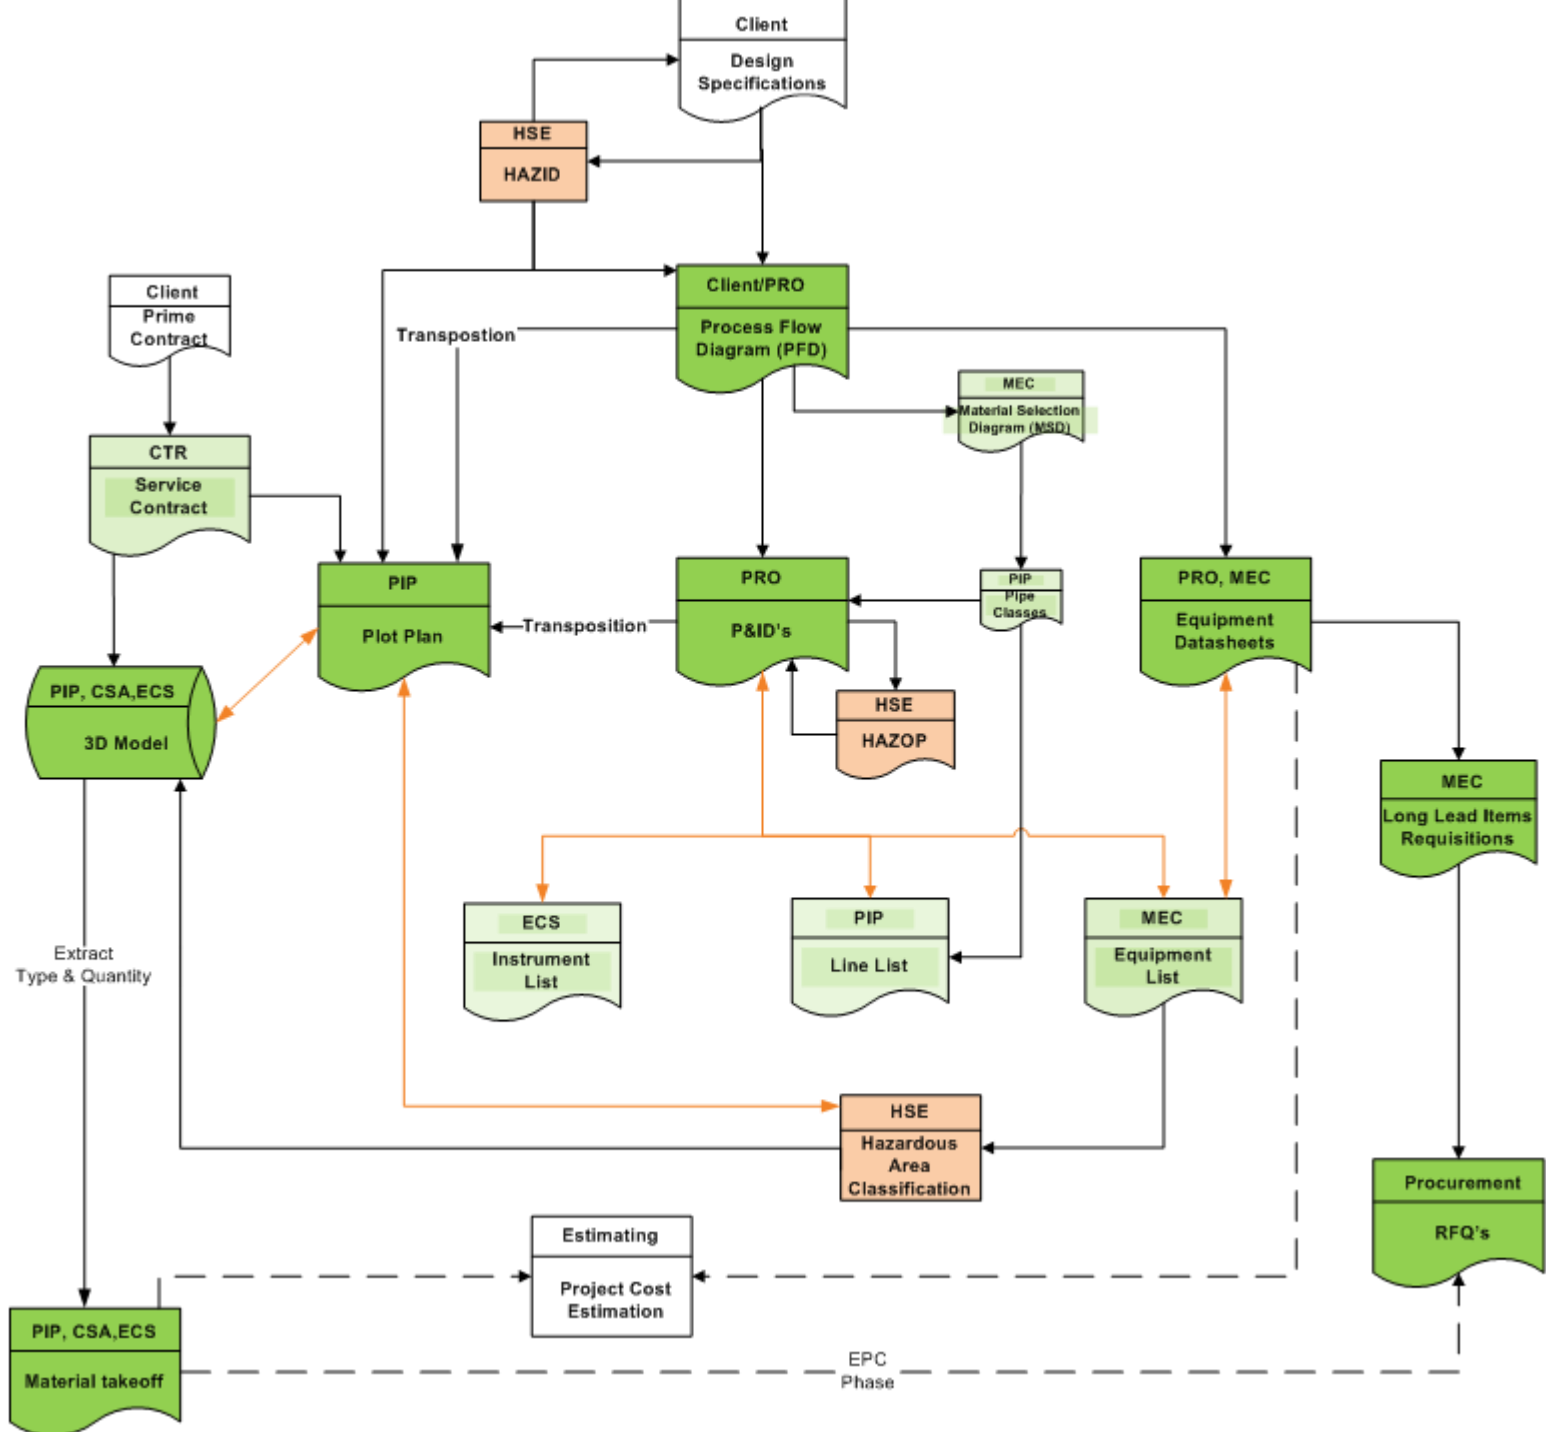 Client
Design
Specifications
HSE
HAZID
Client
Prime
Contract
Client/PRO
Process Flow
Diagram (PFD)
Transpostion
MEC
Material Selection
Diagram (MSD)
CTR
Service
Contract
PIP
Plot Plan
PRO
P&ID's
Transposition
PIP
Pipe
Classes
PRO, MEC
Equipment
Datasheets
PIP, CSA,ECS
3D Model
HSE
HAZOP
MEC
Long Lead Items
Requisitions
ECS
Instrument
List
PIP
Line List
MEC
Equipment
List
Extract
Type & Quantity
HSE
Hazardous
Area
Classification
Procurement
RFQ's
Estimating
Project Cost
Estimation
PIP, CSA,ECS
Material takeoff
EPC
Phase